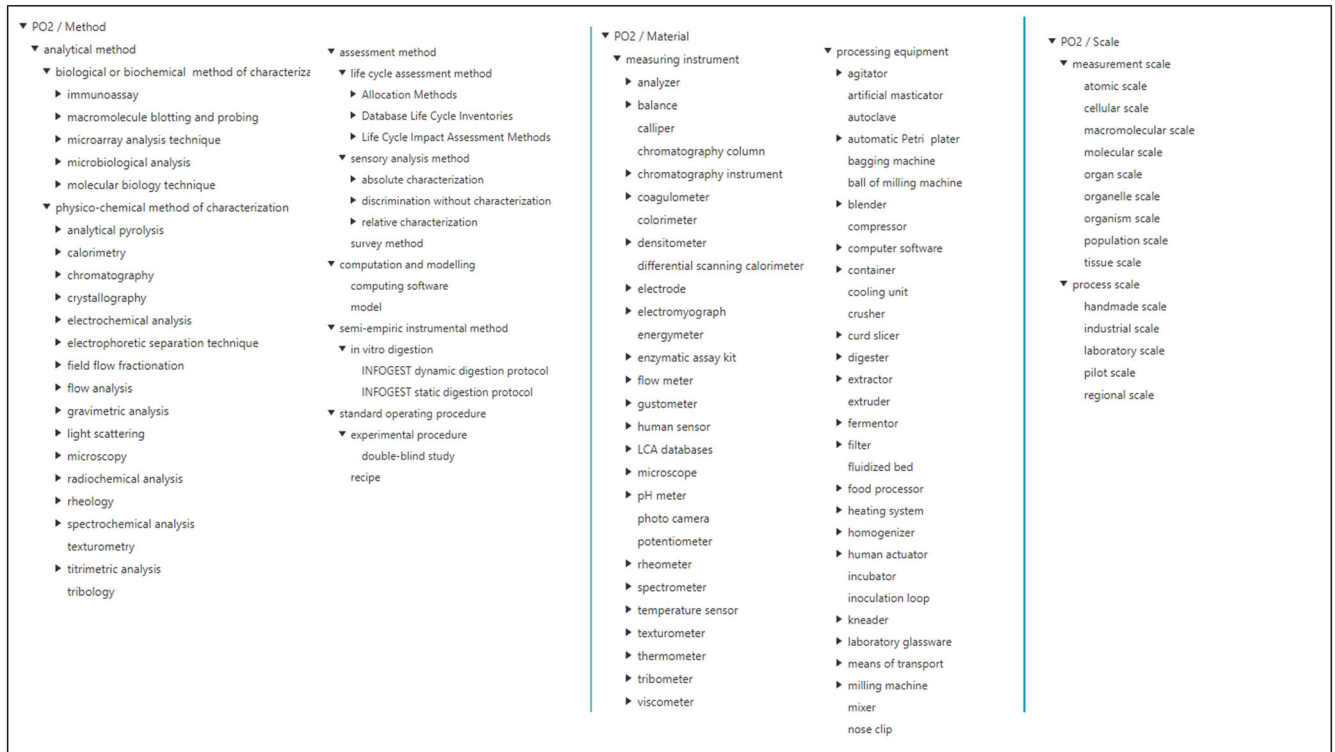 PO2 / Method
analytical method
biological or biochemical method of characteriza
immunoassay
macromolecule blotting and probing
microarray analysis technique
microbiological analysis
molecular biology technique
physico-chemical method of characterization
analytical pyrolysis
calorimetry
chromatography
crystallography
electrochemical analysis
electrophoretic separation technique
field flow fractionation
flow analysis
gravimetric analysis
light scattering
microscopy
radiochemical analysis
rheology
spectrochemical analysis
texturometry
titrimetric analysis
tribology
assessment method
life cycle assessment method
Allocation Methods
Database Life Cycle Inventories
Life Cycle Impact Assessment Methods
sensory analysis method
absolute characterization
discrimination without characterization
relative characterization
survey method
computation and modelling
computing software
model
semi-empiric instrumental method
in vitro digestion
INFOGEST dynamic digestion protocol
INFOGEST static digestion protocol
standard operating procedure
experimental procedure
double-blind study
recipe
PO2 / Material
measuring instrument
analyzer
balance
calliper
chromatography column
chromatography instrument
coagulometer
colorimeter
densitometer
differential scanning calorimeter
electrode
electromyograph
energymeter
enzymatic assay kit
flow meter
gustometer
human sensor
LCA databases
microscope
pH meter
photo camera
potentiometer
rheometer
spectrometer
temperature sensor
texturometer
thermometer
tribometer
viscometer
processing equipment
agitator
artificial masticator
autoclave
automatic Petri plater
bagging machine
ball of milling machine
blender
compressor
computer software
container
cooling unit
crusher
curd slicer
digester
extractor
extruder
fermentor
filter
fluidized bed
food processor
heating system
homogenizer
human actuator
incubator
inoculation loop
kneader
laboratory glassware
means of transport
milling machine
mixer
nose clip
PO2 / Scale
measurement scale
atomic scale
cellular scale
macromolecular scale
molecular scale
organ scale
organelle scale
organism scale
population scale
tissue scale
process scale
handmade scale
industrial scale
laboratory scale
pilot scale
regional scale